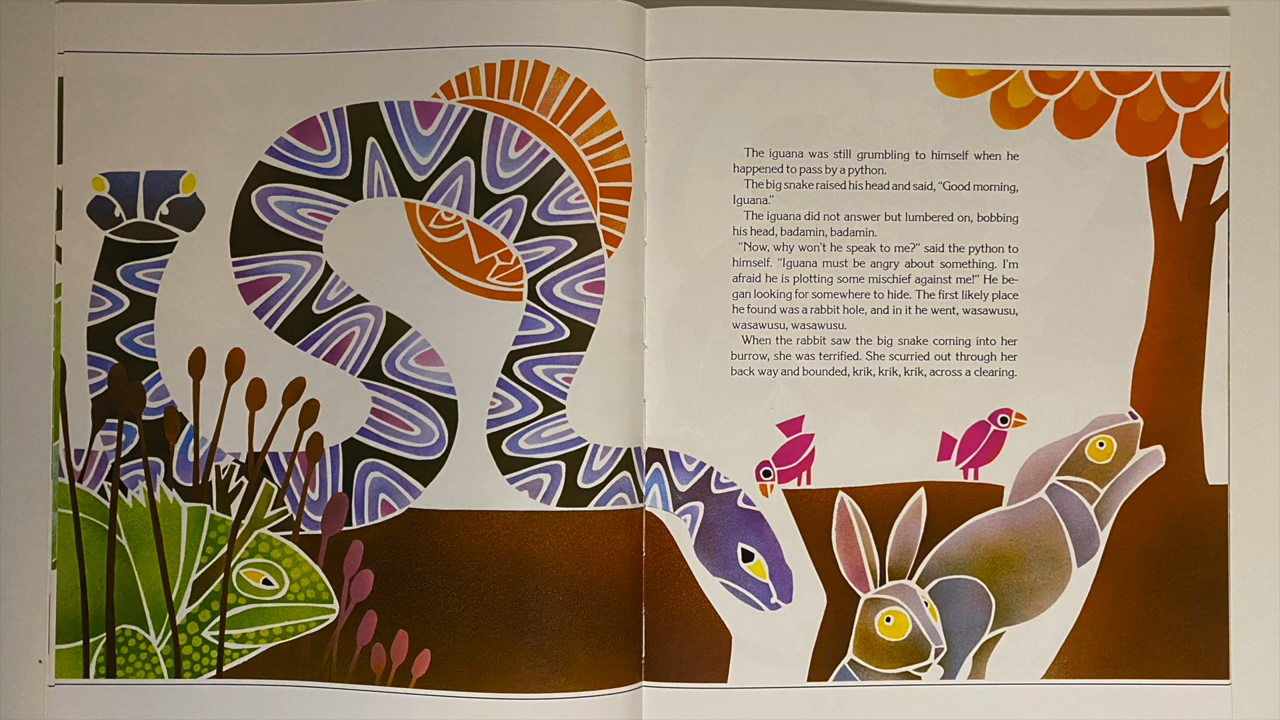 The iguana was still grumbling to himself when he
happened to pass by a python.
The big snake raised his head and said, “Good morning,
Iguana.”
The iguana did not answer but lumbered on, bobbing
his head, badamin, badamin.
“Now, why won’t he speak to me?” said the python to
himself. “Iguana must be angry about something. I’m
afraid he is plotting some mischief against me!” He be-
gan looking for somewhere to hide. The first likely place
he found was a rabbit hole, and in it he went, wasawusu,
wasawusu, wasawusu.
When the rabbit saw the big snake coming into her
burrow, she was terrified. She scurried out through her
back way and bounded, krik, krik, krik, across a clearing.